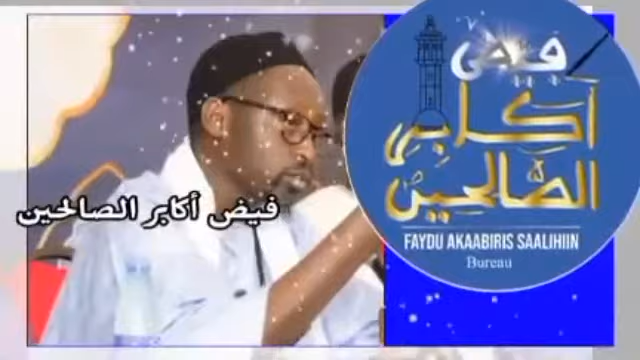 فيض
أكابر
الصالحين
FAYDU AKAABIRIS SAALIHIIN
Bureau
فيض أكابر الصالحين